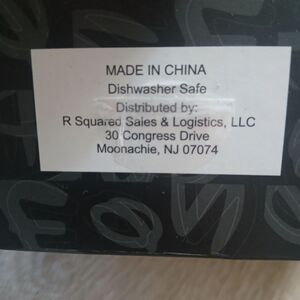 MADE IN CHINA
Dishwasher Safe
Distributed by:
R Squared Sales & Logistics, LLC
30 Congress Drive
Moonachie, NJ 07074